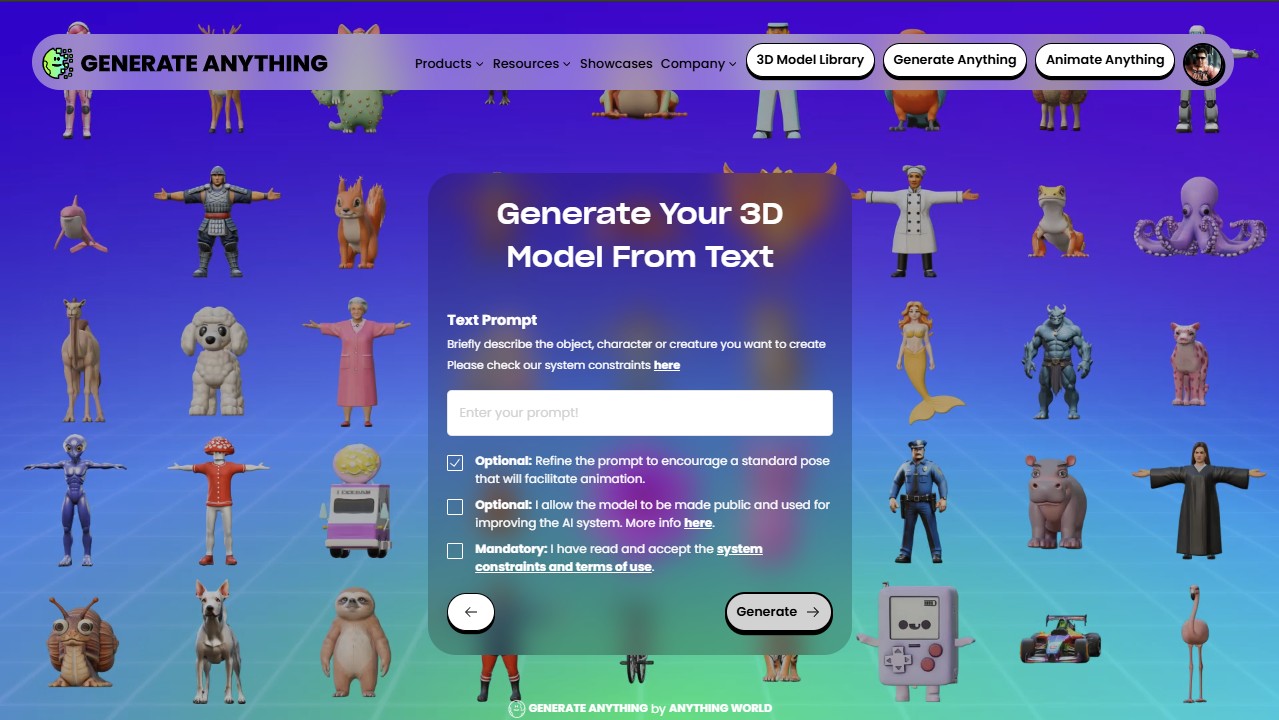 GENERATE ANYTHING
Products Resources Showcases Company 3D Model Library Generate Anything Animate Anything
Generate Your 3D
Model From Text
Text Prompt
Briefly describe the object, character or creature you want to create
Please check our system constraints here
Enter your prompt!
Optional: Refine the prompt to encourage a standard pose
that will facilitate animation.
Optional: I allow the model to be made public and used for
improving the AI system. More info here.
Mandatory: I have read and accept the system
constraints and terms of use.
Generate
GENERATE ANYTHING by ANYTHING WORLD